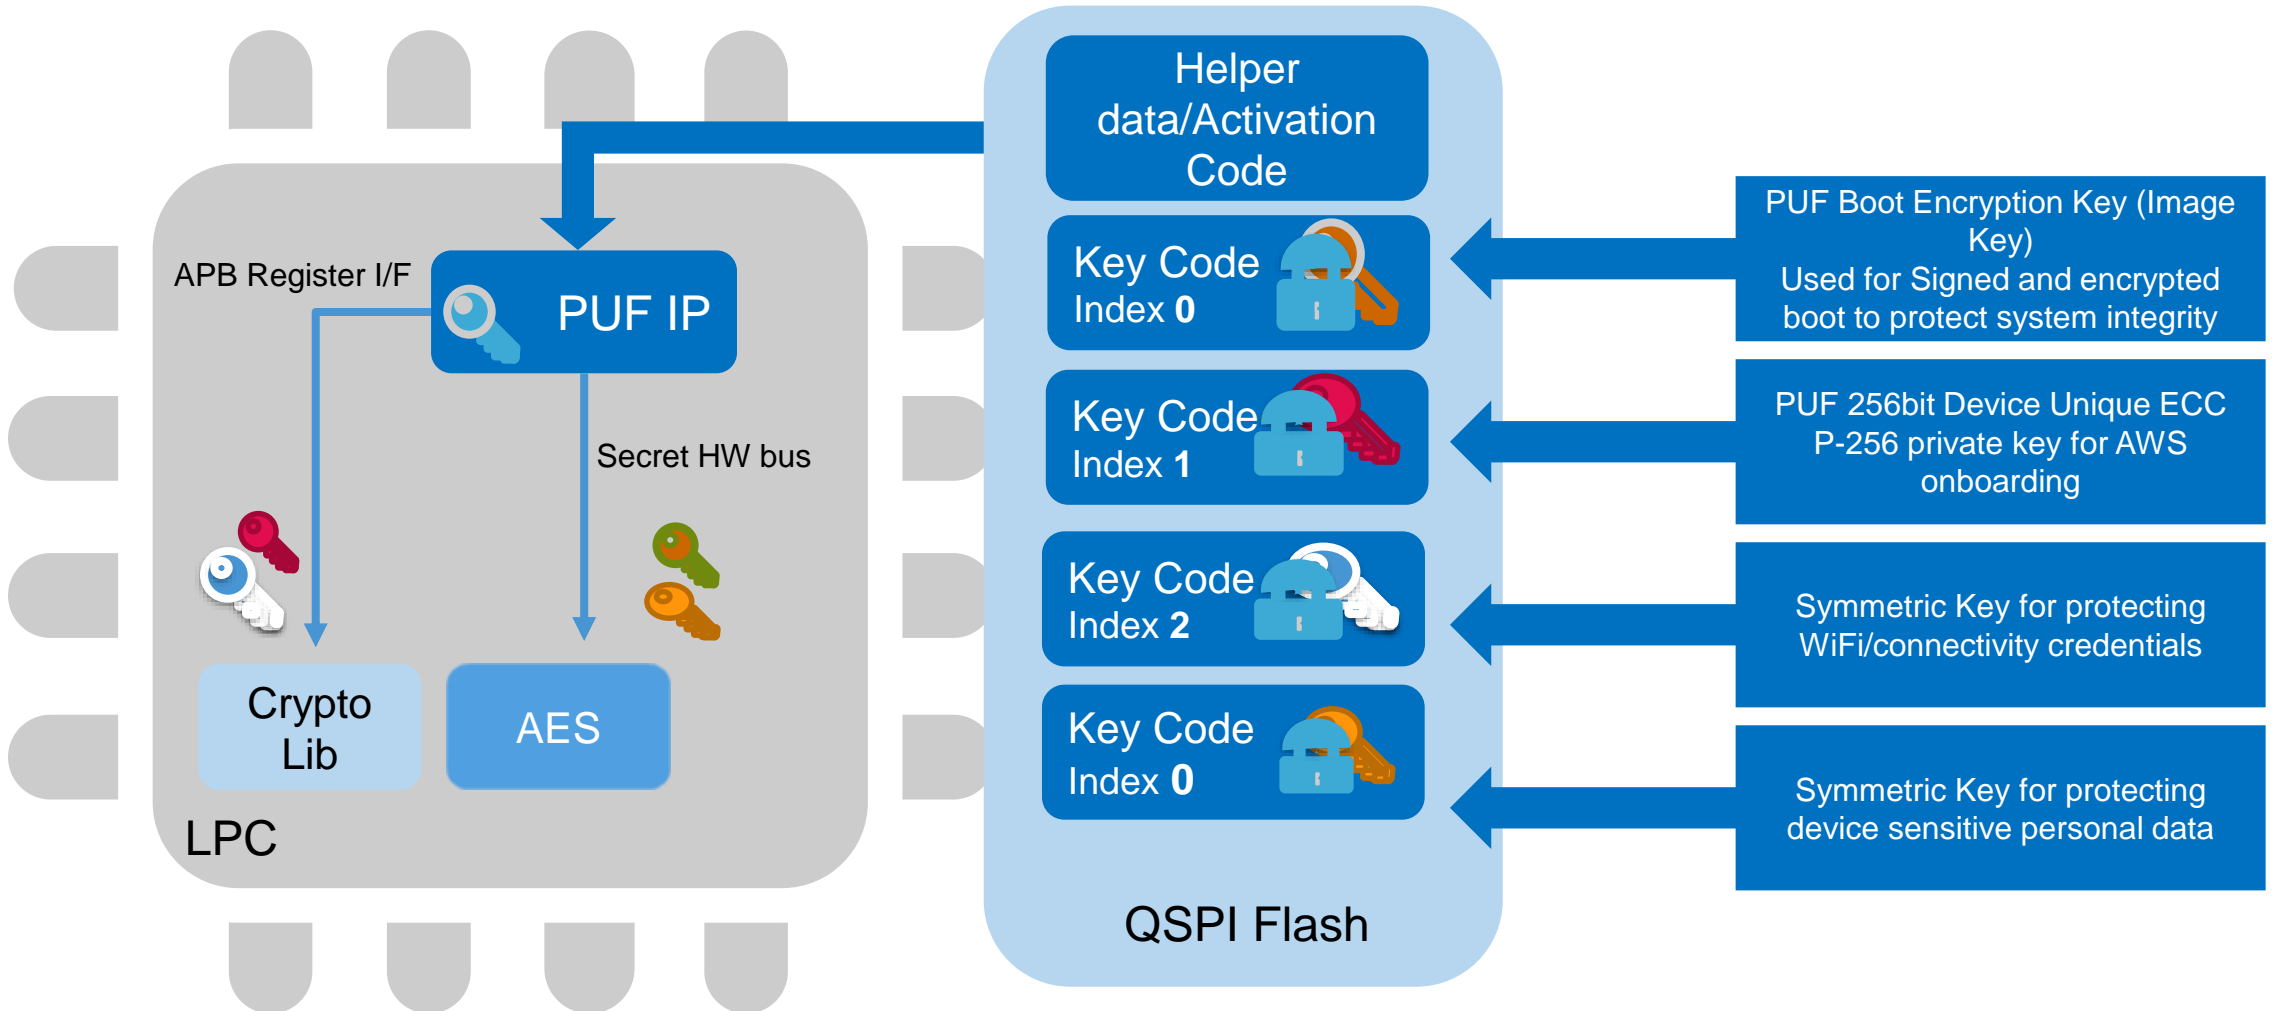 Helper
data/Activation
Code
APB Register I/F
PUF IP
Secret HW bus
Crypto
Lib
AES
LPC
Key Code
Index 0
Key Code
Index 1
Key Code
Index 2
Key Code
Index 0
QSPI Flash
PUF Boot Encryption Key (Image
Key)
Used for Signed and encrypted
boot to protect system integrity
PUF 256bit Device Unique ECC
P-256 private key for AWS
onboarding
Symmetric Key for protecting
WiFi/connectivity credentials
Symmetric Key for protecting
device sensitive personal data